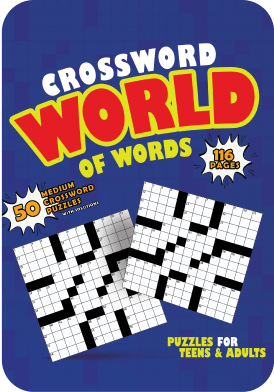 CROSSWORD
WORLD
OF WORDS
116
PAGES
50
MEDIUM
CROSSWORD
PUZZLES
WITH SOLUTIONS
PUZZLES FOR
TEENS & ADULTS